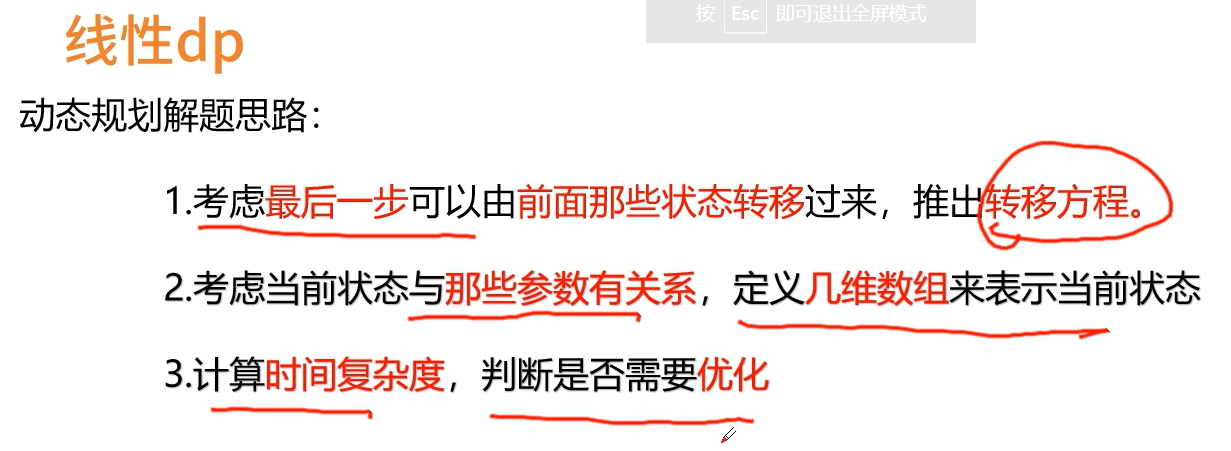 按 Esc 即可退出全屏模式
线性dp
动态规划解题思路：
1.考虑最后一步可以由前面那些状态转移过来，推出转移方程。
2.考虑当前状态与那些参数有关系，定义几维数组来表示当前状态
3.计算时间复杂度，判断是否需要优化